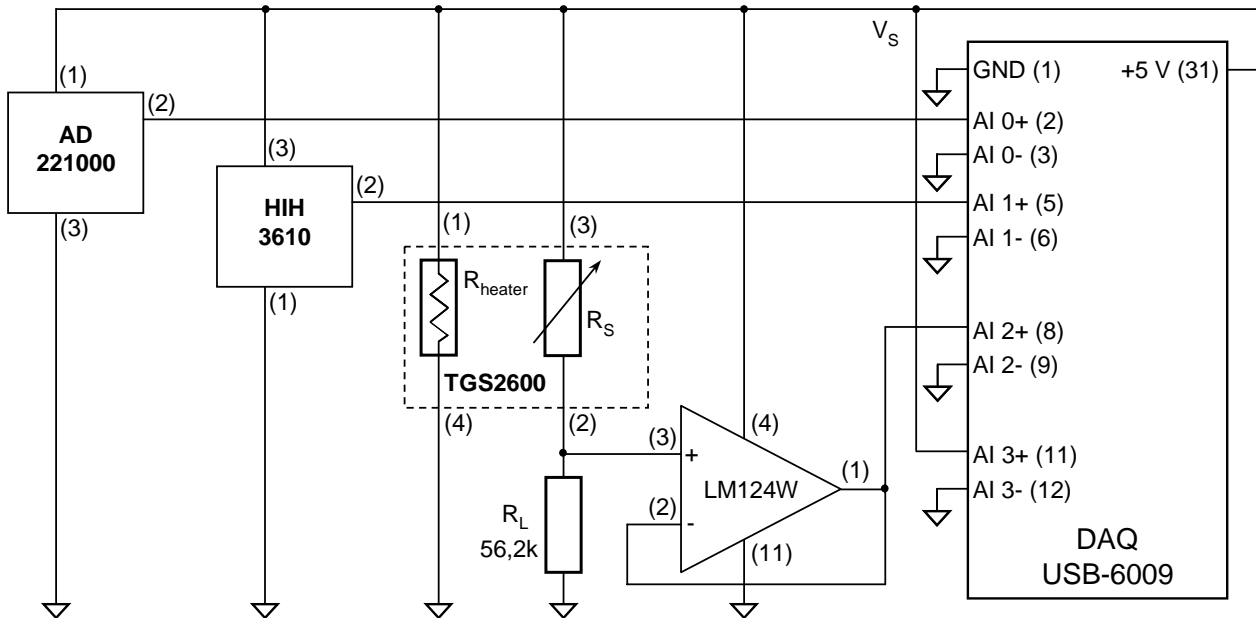 V_S
GND (1)
+5 V (31)
(1)
(2)
AD
221000
(3)
AI 0+ (2)
AI 0- (3)
(3)
(2)
HIH
3610
(1)
AI 1+ (5)
AI 1- (6)
(1)
(3)
R_heater
R_S
TGS2600
(4)
(2)
AI 2+ (8)
AI 2- (9)
(3)
+
(4)
LM124W
(1)
(2)
-
(11)
R_L
56,2k
AI 3+ (11)
AI 3- (12)
DAQ
USB-6009